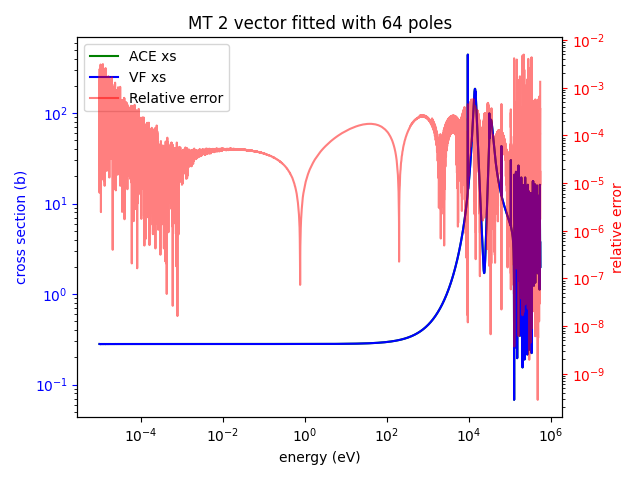 MT 2 vector fitted with 64 poles
ACE xs
VF xs
Relative error
cross section (b)
10^2
10^1
10^0
10^-1
10^-2
10^-3
10^-4
10^-5
10^-6
10^-7
10^-8
10^-9
relative error
10^-4 10^-2 10^0 10^2 10^4 10^6
energy (eV)